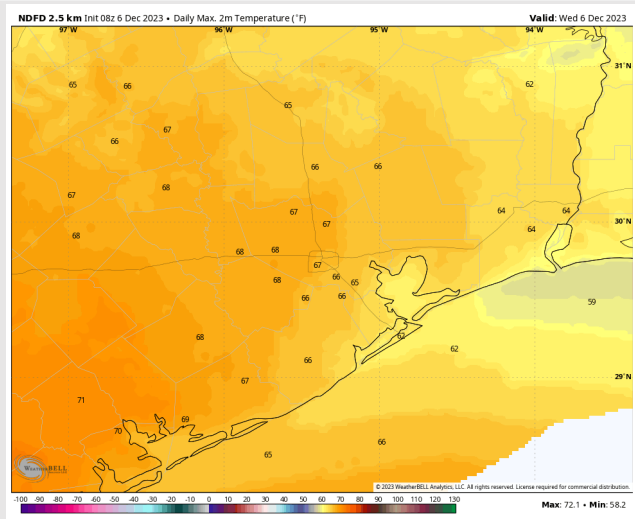 NDFD 2.5 km Init 08z 6 Dec 2023 • Daily Max. 2m Temperature (°F) Valid: Wed 6 Dec 2023
97°W 96°W 95°W 94°W
31°N
65 66 62
65
66 67
66 66
67 68
67 64 64
68 67 64
30°N
68 68
67
68 66 65
66 66
59
68 62
62
66
67
29°N
71
70 69
65 66
WeatherBELL
© 2023 WeatherBELL Analytics, LLC. All rights reserved. License required for commercial distribution.
-100 -90 -80 -70 -60 -50 -40 -30 -20 -10 0 10 20 30 40 50 60 70 80 90 100 110 120 130
Max: 72.1 • Min: 58.2